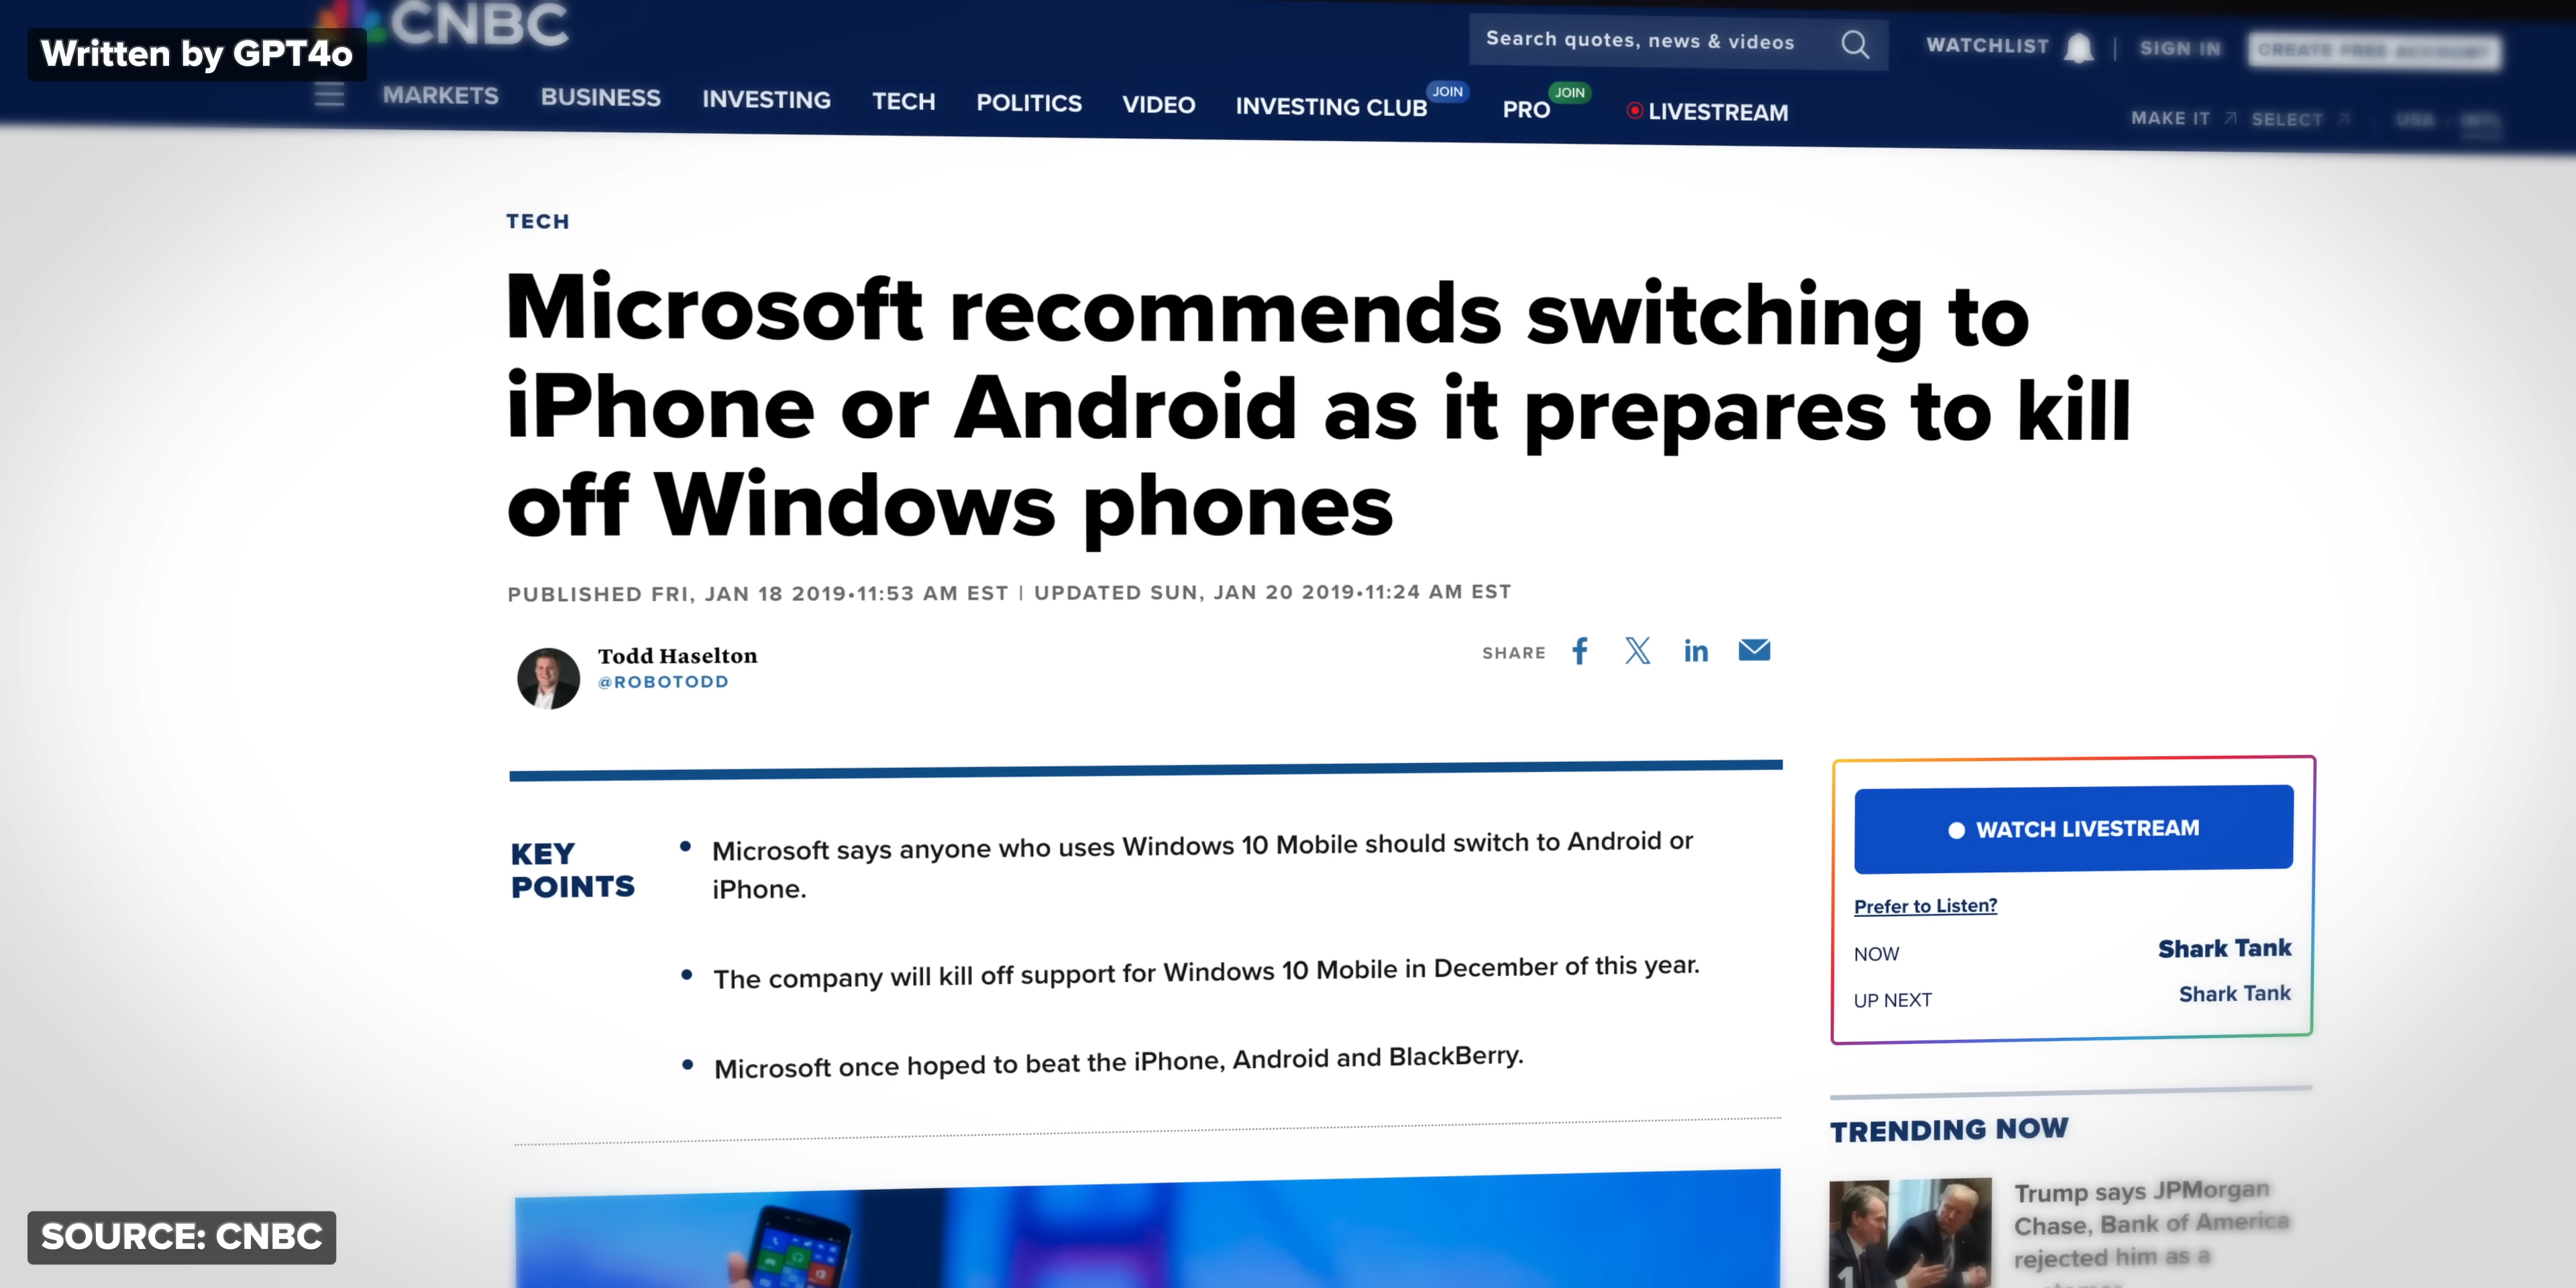 Written by GPT4o
CNBC
Search quotes, news & videos
WATCHLIST
SIGN IN
CREATE FREE ACCOUNT
MARKETS
BUSINESS
INVESTING
TECH
POLITICS
VIDEO
INVESTING CLUB
JOIN
PRO
JOIN
LIVESTREAM
MAKE IT
SELECT
USA
INTL
TECH
Microsoft recommends switching to
iPhone or Android as it prepares to kill
off Windows phones
PUBLISHED FRI, JAN 18 2019•11:53 AM EST | UPDATED SUN, JAN 20 2019•11:24 AM EST
Todd Haselton
@ROBOTODD
SHARE
KEY
POINTS
• Microsoft says anyone who uses Windows 10 Mobile should switch to Android or
iPhone.
• The company will kill off support for Windows 10 Mobile in December of this year.
• Microsoft once hoped to beat the iPhone, Android and BlackBerry.
WATCH LIVESTREAM
Prefer to Listen?
NOW
Shark Tank
UP NEXT
Shark Tank
TRENDING NOW
1
Trump says JPMorgan
Chase, Bank of America
rejected him as a
SOURCE: CNBC